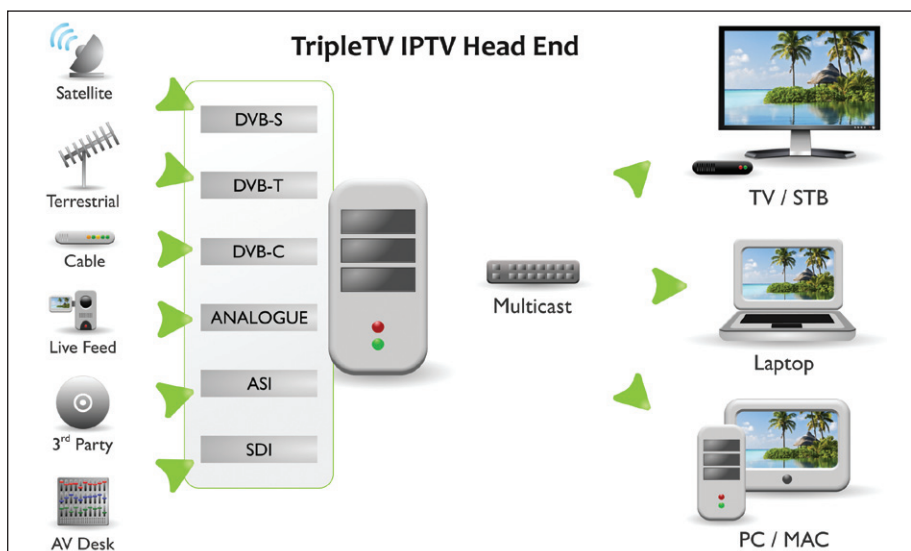 TripleTV IPTV Head End
Satellite
Terrestrial
Cable
Live Feed
3rd Party
AV Desk
DVB-S
DVB-T
DVB-C
ANALOGUE
ASI
SDI
Multicast
TV / STB
Laptop
PC / MAC